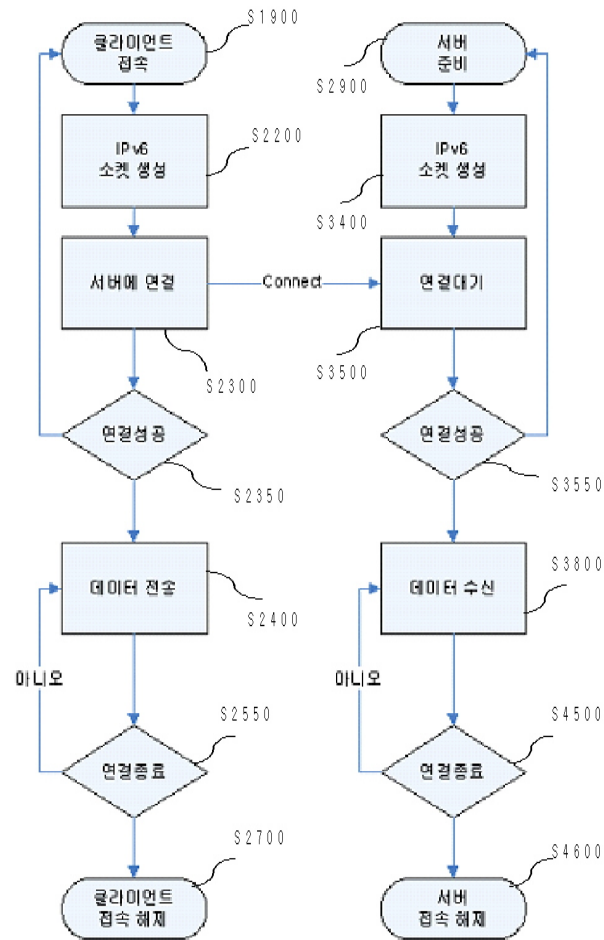 클라이언트
접속
S1900
서버
준비
S2900
IPv6
소켓 생성
S2200
IPv6
소켓 생성
S3400
서버에 연결
S2300
Connect
연결대기
S3500
연결성공
S2350
연결성공
S3550
데이터 전송
S2400
데이터 수신
S3800
아니오
아니오
연결종료
S2550
연결종료
S4500
클라이언트
접속 해제
S2700
서버
접속 해제
S4600